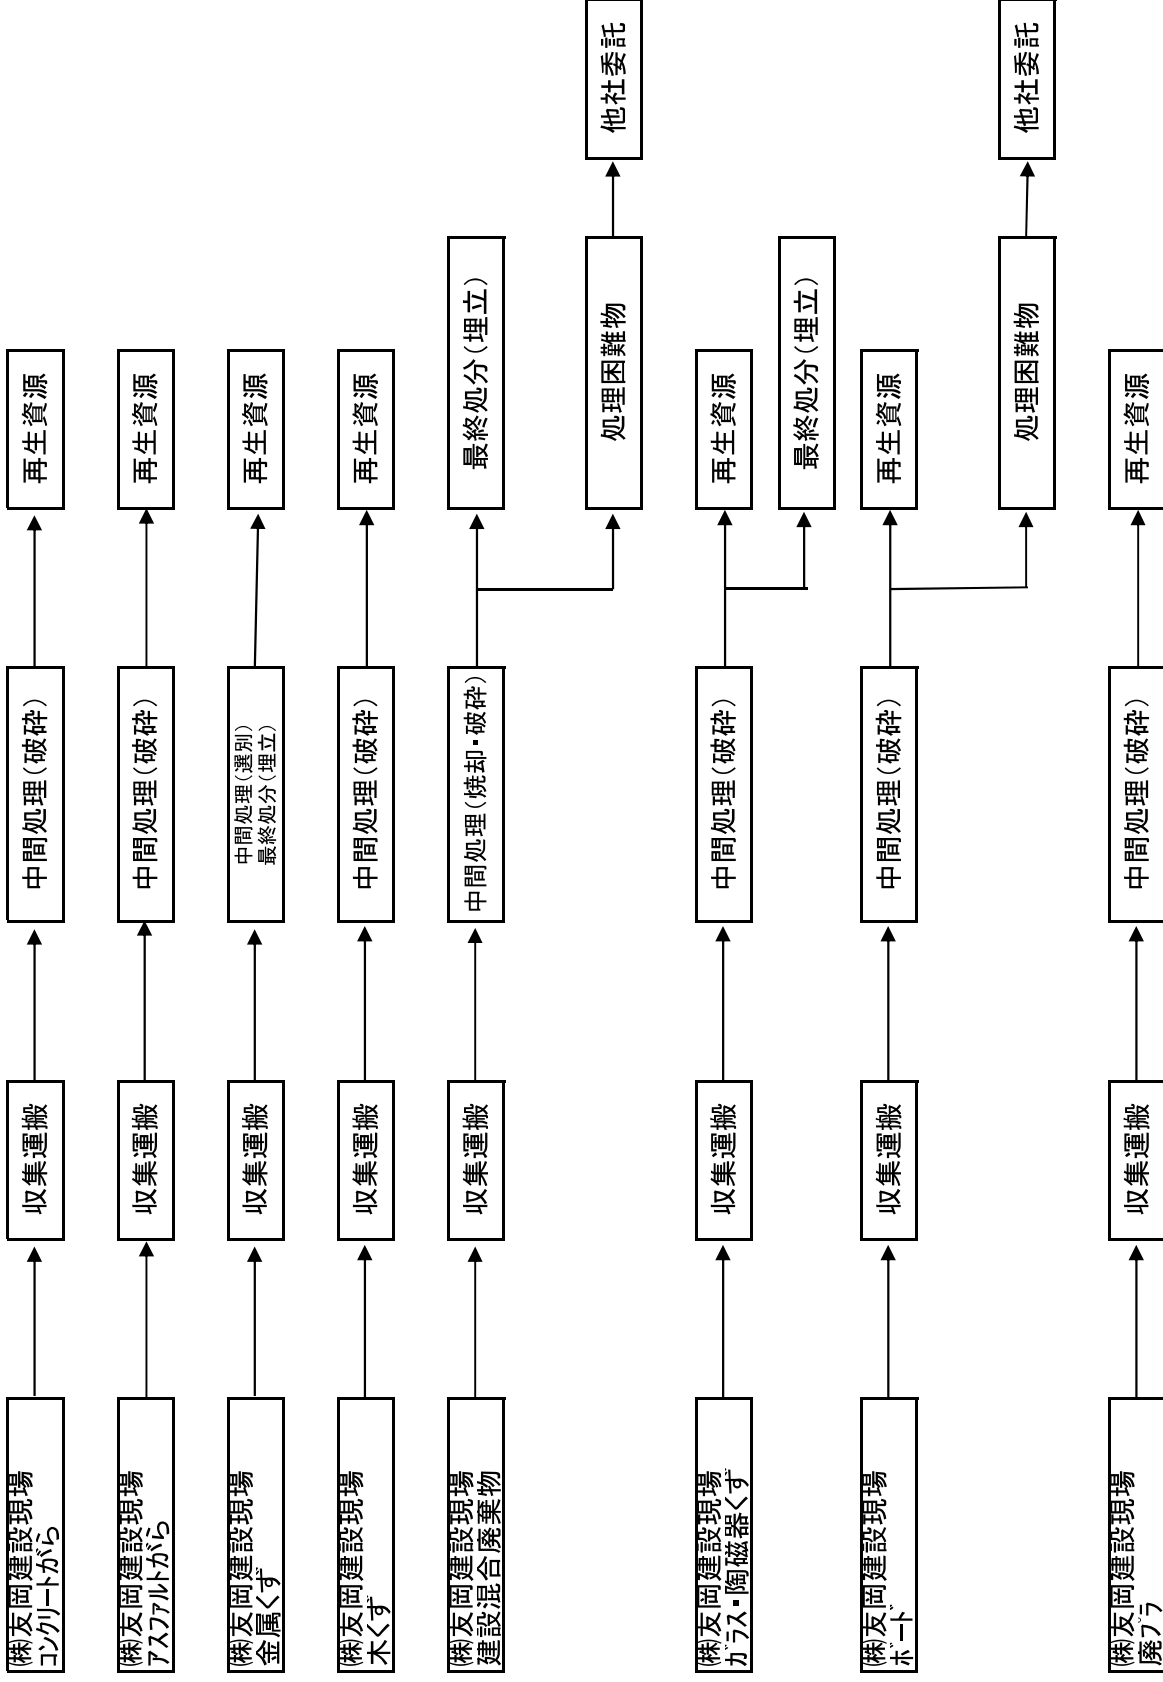 ㈱友岡建設現場
コンクリートがら
収集運搬
中間処理（破砕）
再生資源
㈱友岡建設現場
アスファルトがら
収集運搬
中間処理（破砕）
再生資源
㈱友岡建設現場
金属くず
収集運搬
中間処理（選別）
最終処分（埋立）
再生資源
㈱友岡建設現場
木くず
収集運搬
中間処理（破砕）
再生資源
㈱友岡建設現場
建設混合廃棄物
収集運搬
中間処理（焼却・破砕）
最終処分（埋立）
処理困難物
他社委託
㈱友岡建設現場
ガラス・陶磁器くず
収集運搬
中間処理（破砕）
再生資源
最終処分（埋立）
㈱友岡建設現場
ボード
収集運搬
中間処理（破砕）
再生資源
処理困難物
他社委託
㈱友岡建設現場
廃プラ
収集運搬
中間処理（破砕）
再生資源